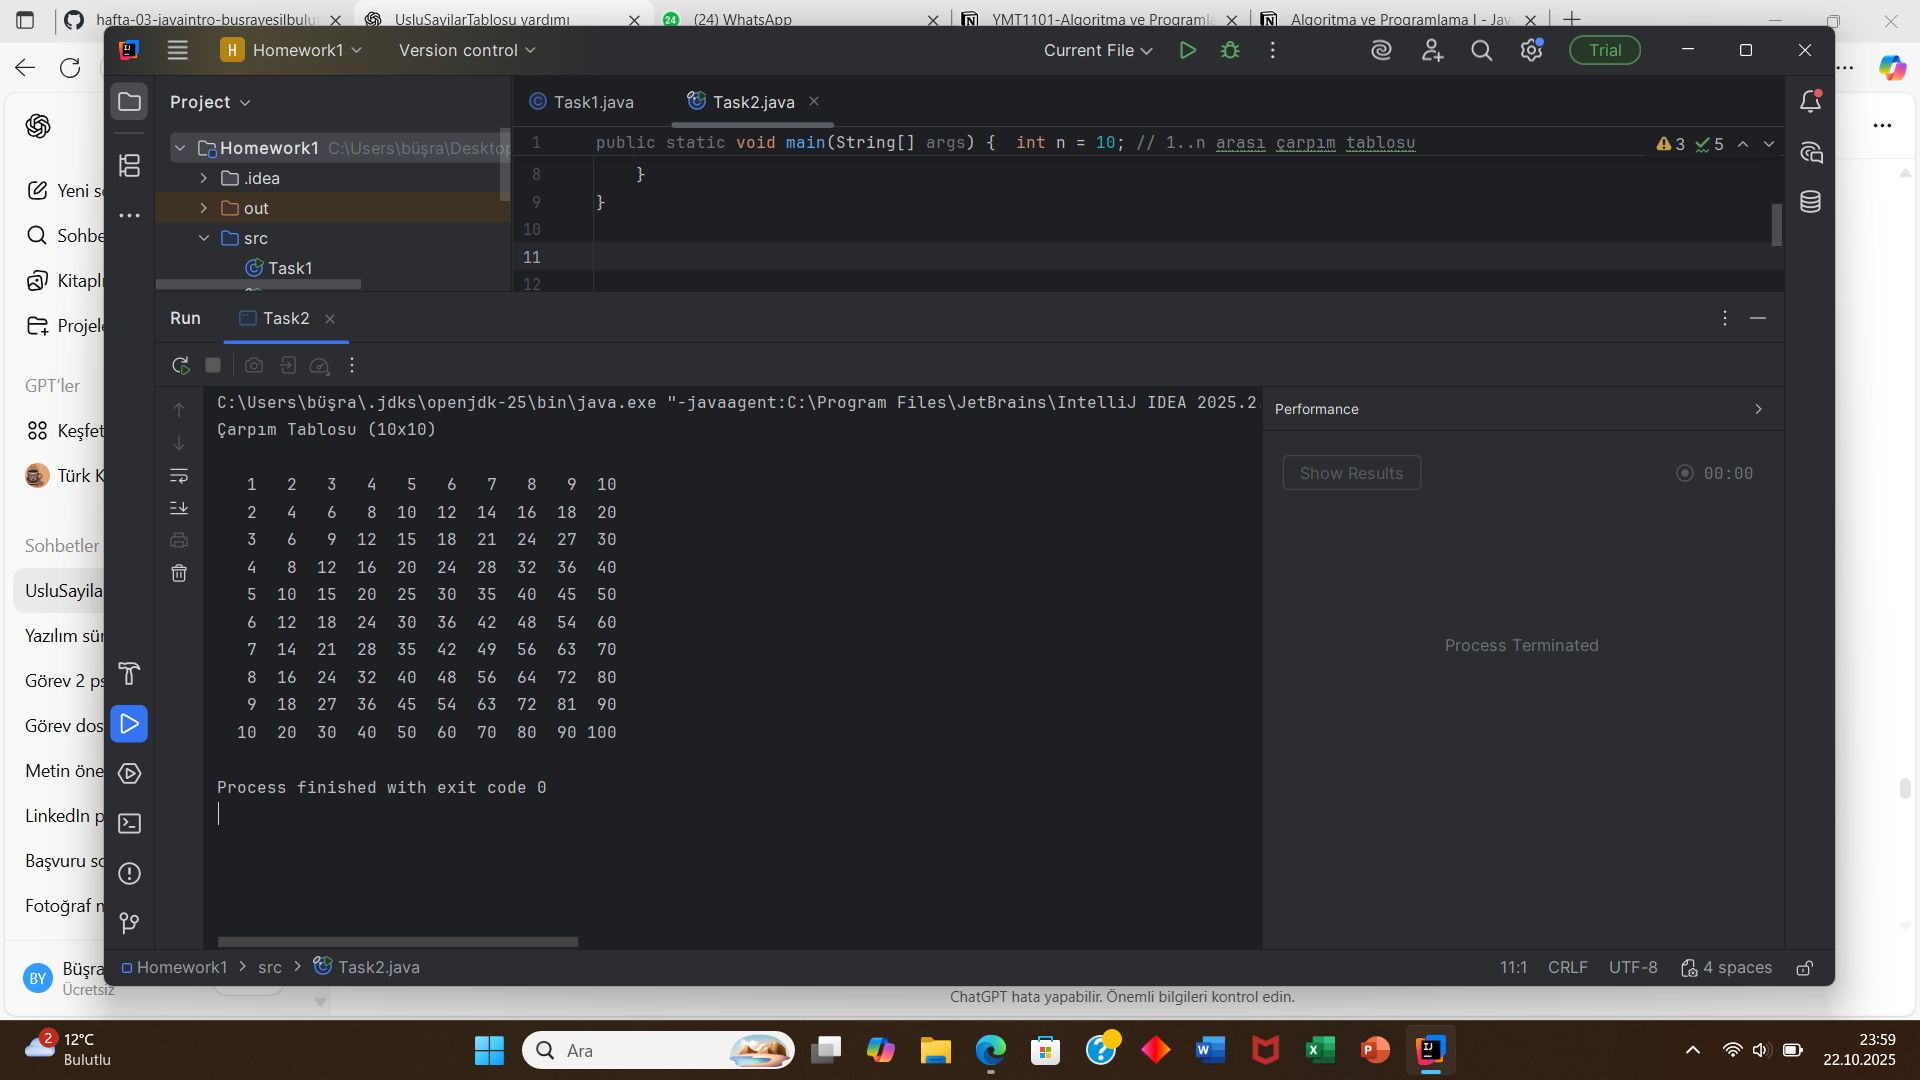 hafta-03-javaintro-busrayesilbulut
UsluSayilarTablosu yardımı
24
(24) WhatsApp
YMT1101-Algoritma ve Programla
Algoritma ve Programlama I - Java
H
Homework1
Version control
Current File
Trial
Project
Task1.java
Task2.java
Homework1 C:\Users\büşra\Desktop
1 public static void main(String[] args) { int n = 10; // 1..n arası çarpım tablosu
3 5
.idea
8 }
out
9 }
10
src
11
Task1
12
Yeni
Run
Task2
GPT'ler
Keşfet
Türk K
Sohbetler
UsluSayila
Yazılım sür
Görev 2 ps
Görev dos
Metin öne
LinkedIn p
Başvuru so
Fotoğraf
BY
Büşra
Ücretsiz
C:\Users\büşra\.jdks\openjdk-25\bin\java.exe "-javaagent:C:\Program Files\JetBrains\IntelliJ IDEA 2025.2.
Çarpım Tablosu (10x10)
1 2 3 4 5 6 7 8 9 10
2 4 6 8 10 12 14 16 18 20
3 6 9 12 15 18 21 24 27 30
4 8 12 16 20 24 28 32 36 40
5 10 15 20 25 30 35 40 45 50
6 12 18 24 30 36 42 48 54 60
7 14 21 28 35 42 49 56 63 70
8 16 24 32 40 48 56 64 72 80
9 18 27 36 45 54 63 72 81 90
10 20 30 40 50 60 70 80 90 100
Process finished with exit code 0
Performance
Show Results
00:00
Process Terminated
Homework1 > src > Task2.java
11:1 CRLF UTF-8 4 spaces
ChatGPT hata yapabilir. Önemli bilgileri kontrol edin.
2
12°C
Bulutlu
Ara
23:59
22.10.2025